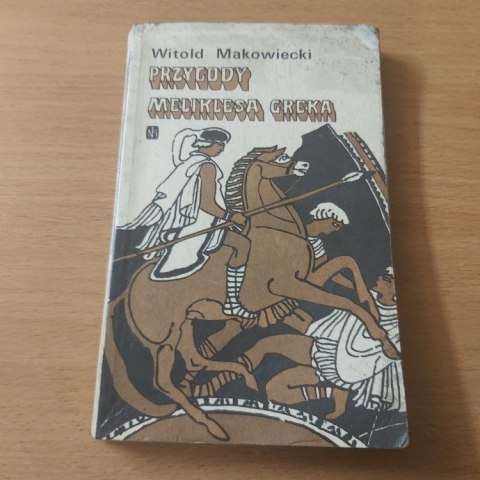 Witold Makowiecki
PRZYGODY
MELIKLESA GREKA